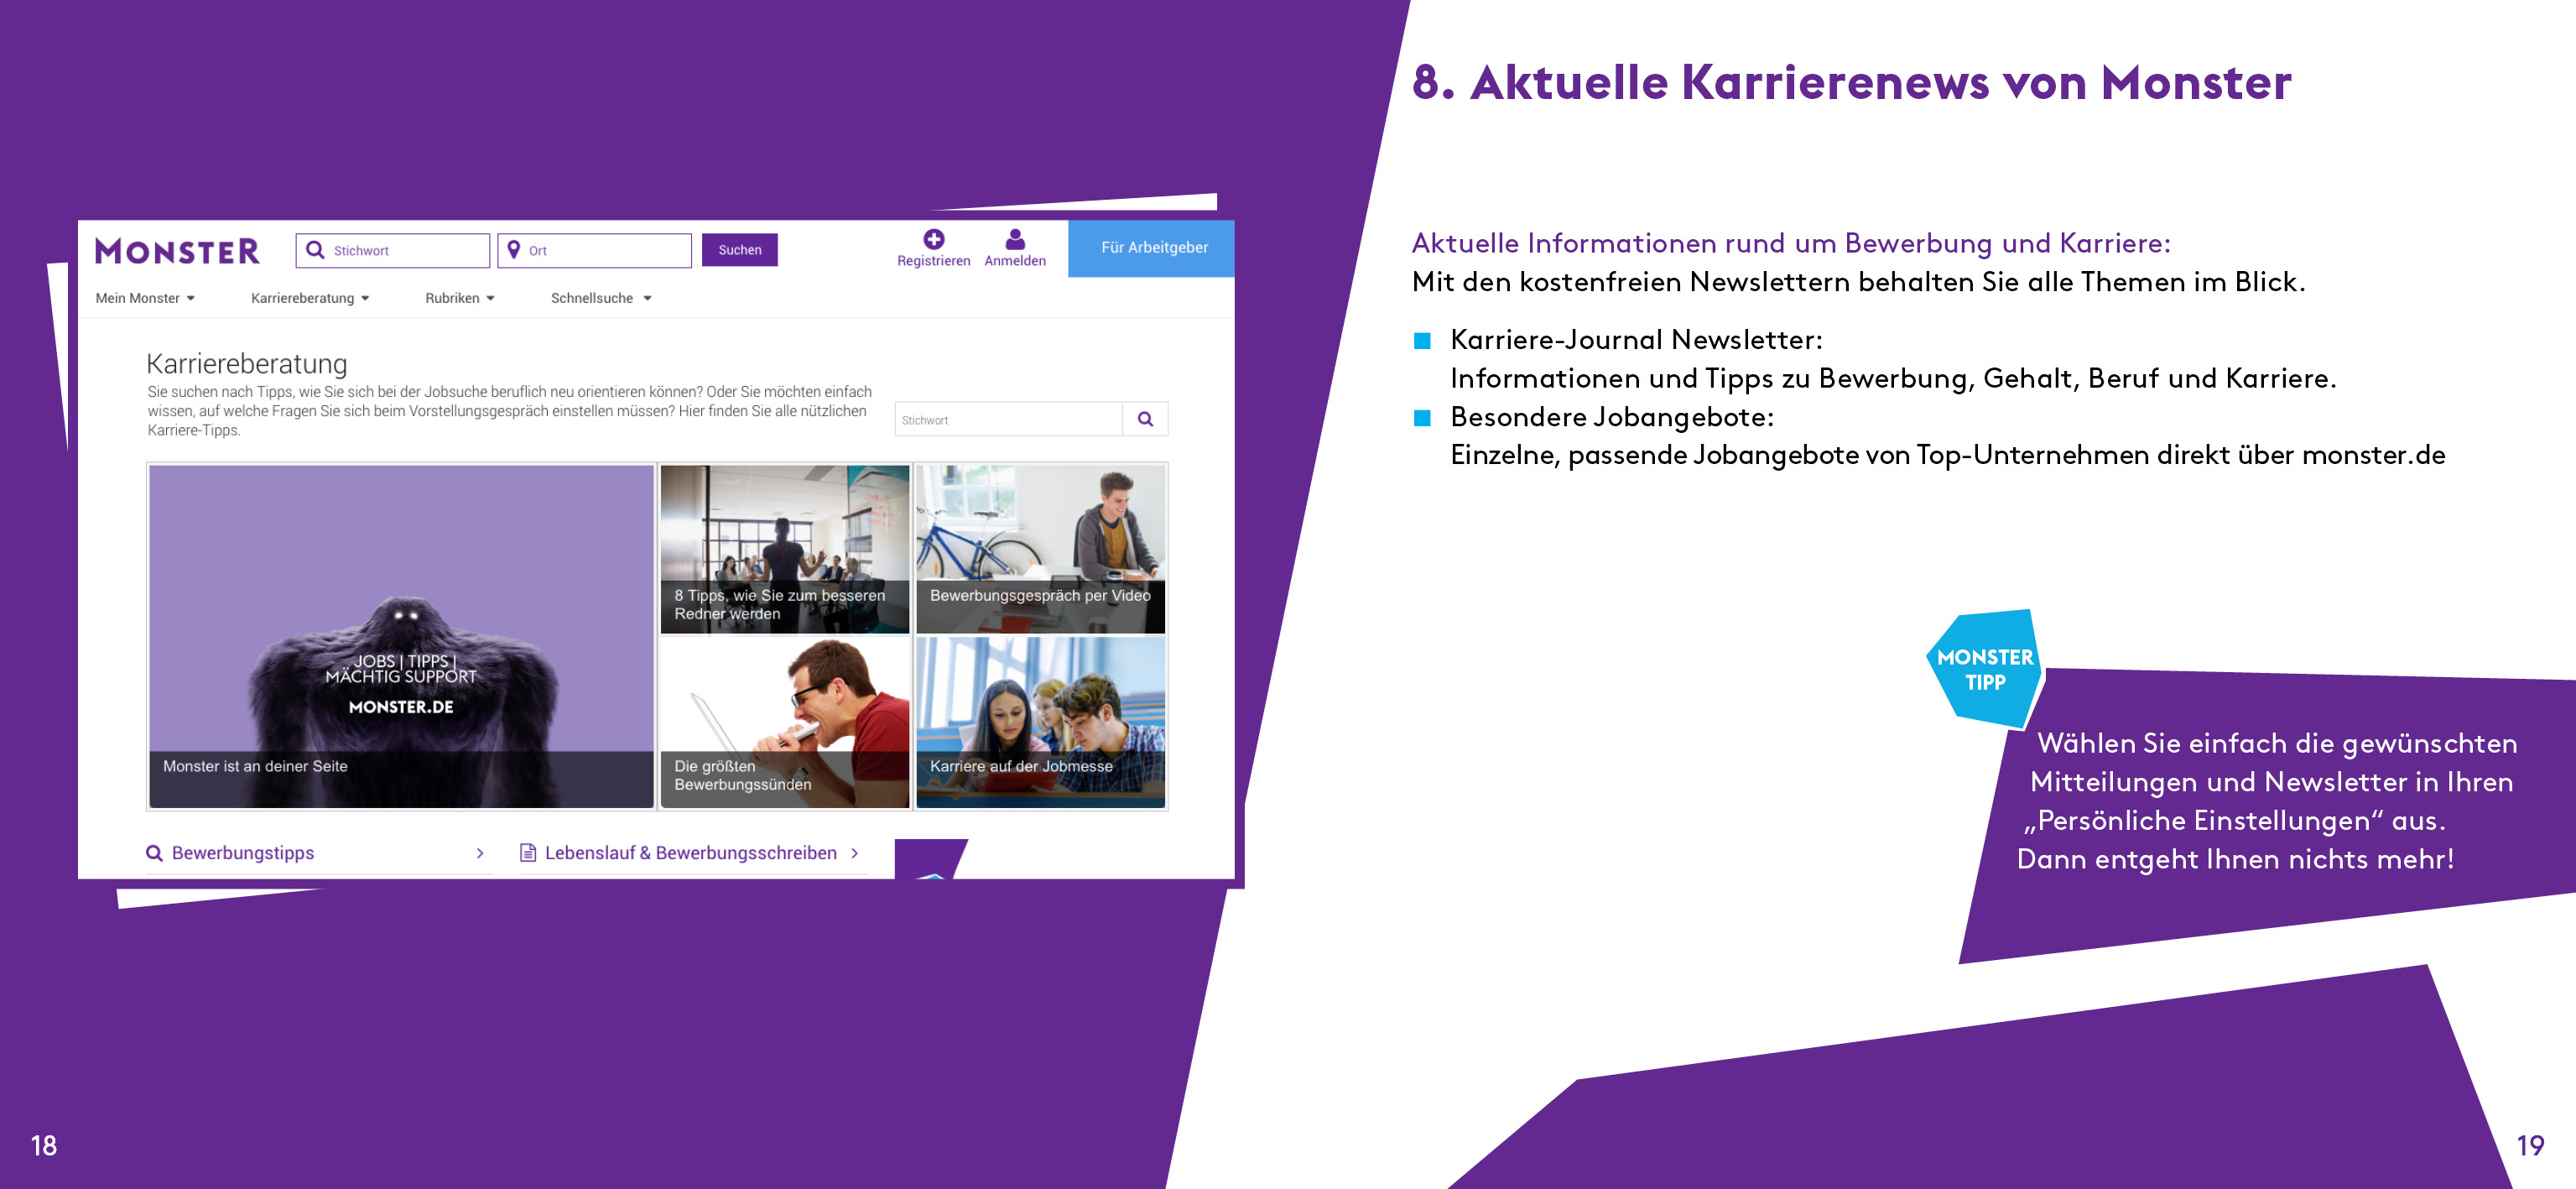 MONSTER
Stichwort
Ort
Suchen
Registrieren
Anmelden
Für Arbeitgeber
Mein Monster
Karriereberatung
Rubriken
Schnellsuche
Karriereberatung
Sie suchen nach Tipps, wie Sie sich bei der Jobsuche beruflich neu orientieren können? Oder Sie möchten einfach
wissen, auf welche Fragen Sie sich beim Vorstellungsgespräch einstellen müssen? Hier finden Sie alle nützlichen
Karriere-Tipps.
Stichwort
JOBS | TIPPS |
MÄCHTIG SUPPORT
MONSTER.DE
Monster ist an deiner Seite
8 Tipps, wie Sie zum besseren
Redner werden
Bewerbungsgespräch per Video
Die größten
Bewerbungssünden
Karriere auf der Jobmesse
Bewerbungstipps
Lebenslauf & Bewerbungsschreiben
18
8. Aktuelle Karrierenews von Monster
Aktuelle Informationen rund um Bewerbung und Karriere:
Mit den kostenfreien Newslettern behalten Sie alle Themen im Blick.
■ Karriere-Journal Newsletter:
Informationen und Tipps zu Bewerbung, Gehalt, Beruf und Karriere.
■ Besondere Jobangebote:
Einzelne, passende Jobangebote von Top-Unternehmen direkt über monster.de
MONSTER
TIPP
Wählen Sie einfach die gewünschten
Mitteilungen und Newsletter in Ihren
„Persönliche Einstellungen“ aus.
Dann entgeht Ihnen nichts mehr!
19